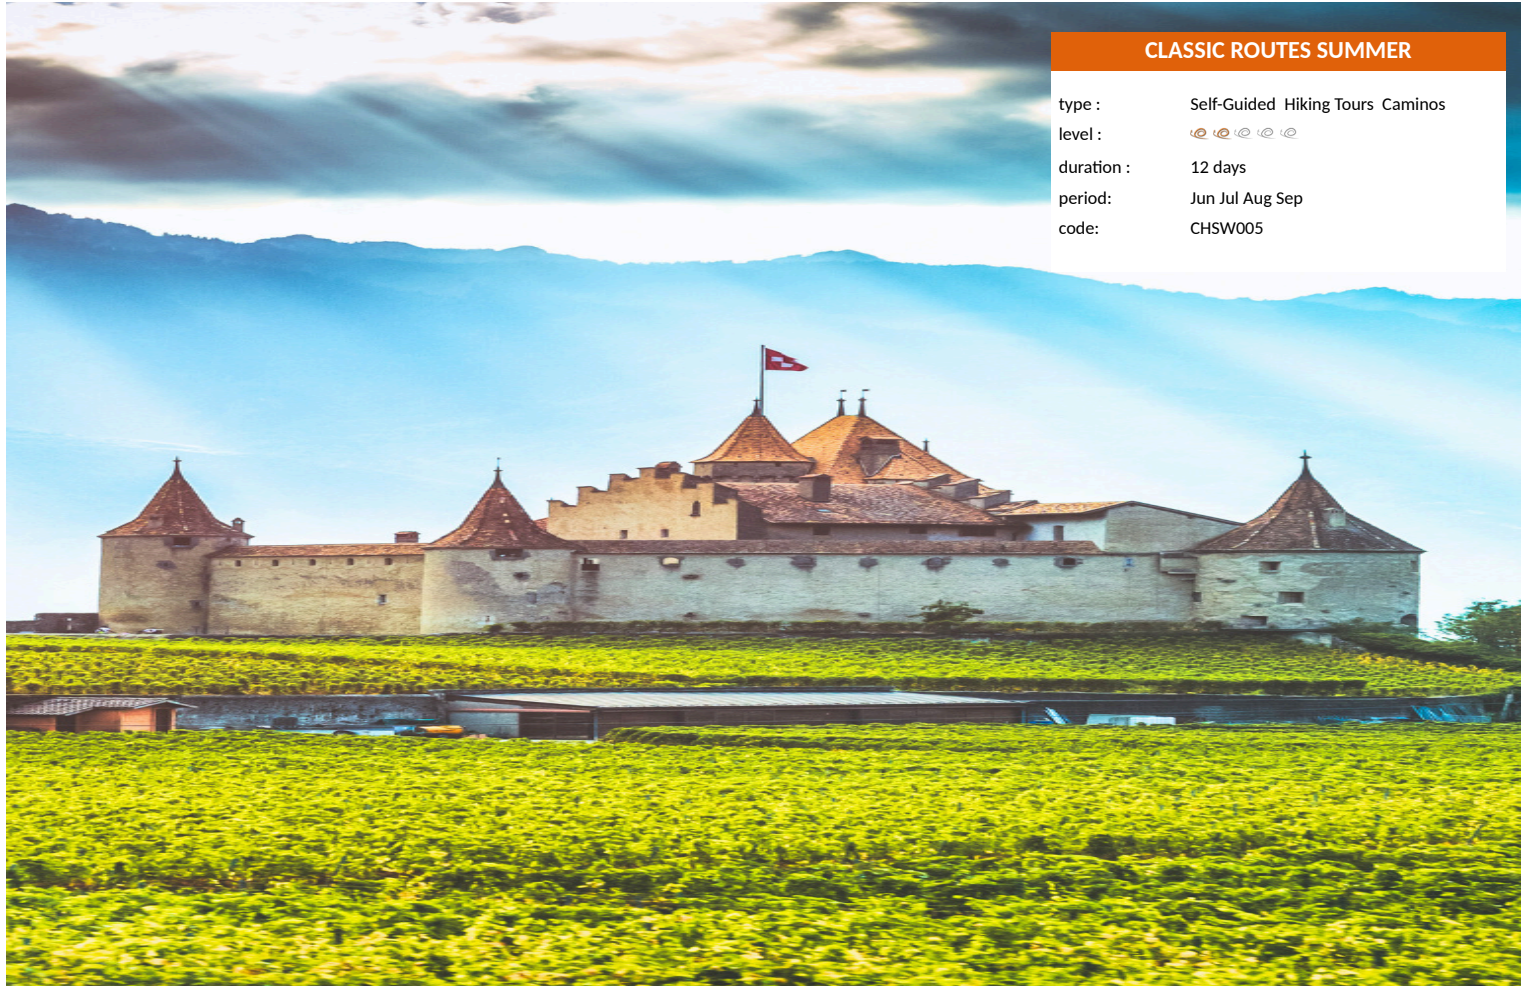 CLASSIC ROUTES SUMMER
type : Self-Guided Hiking Tours Caminos
level :
duration : 12 days
period: Jun Jul Aug Sep
code: CHSW005